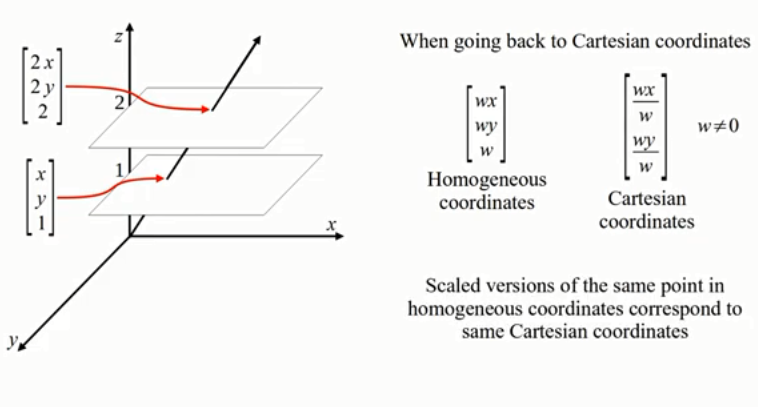 z
[2x
2y
2]
2
[x
y
1]
1
x
y
When going back to Cartesian coordinates
[wx
wy
w]
Homogeneous
coordinates
[wx/w
wy/w]
w≠0
Cartesian
coordinates
Scaled versions of the same point in
homogeneous coordinates correspond to
same Cartesian coordinates